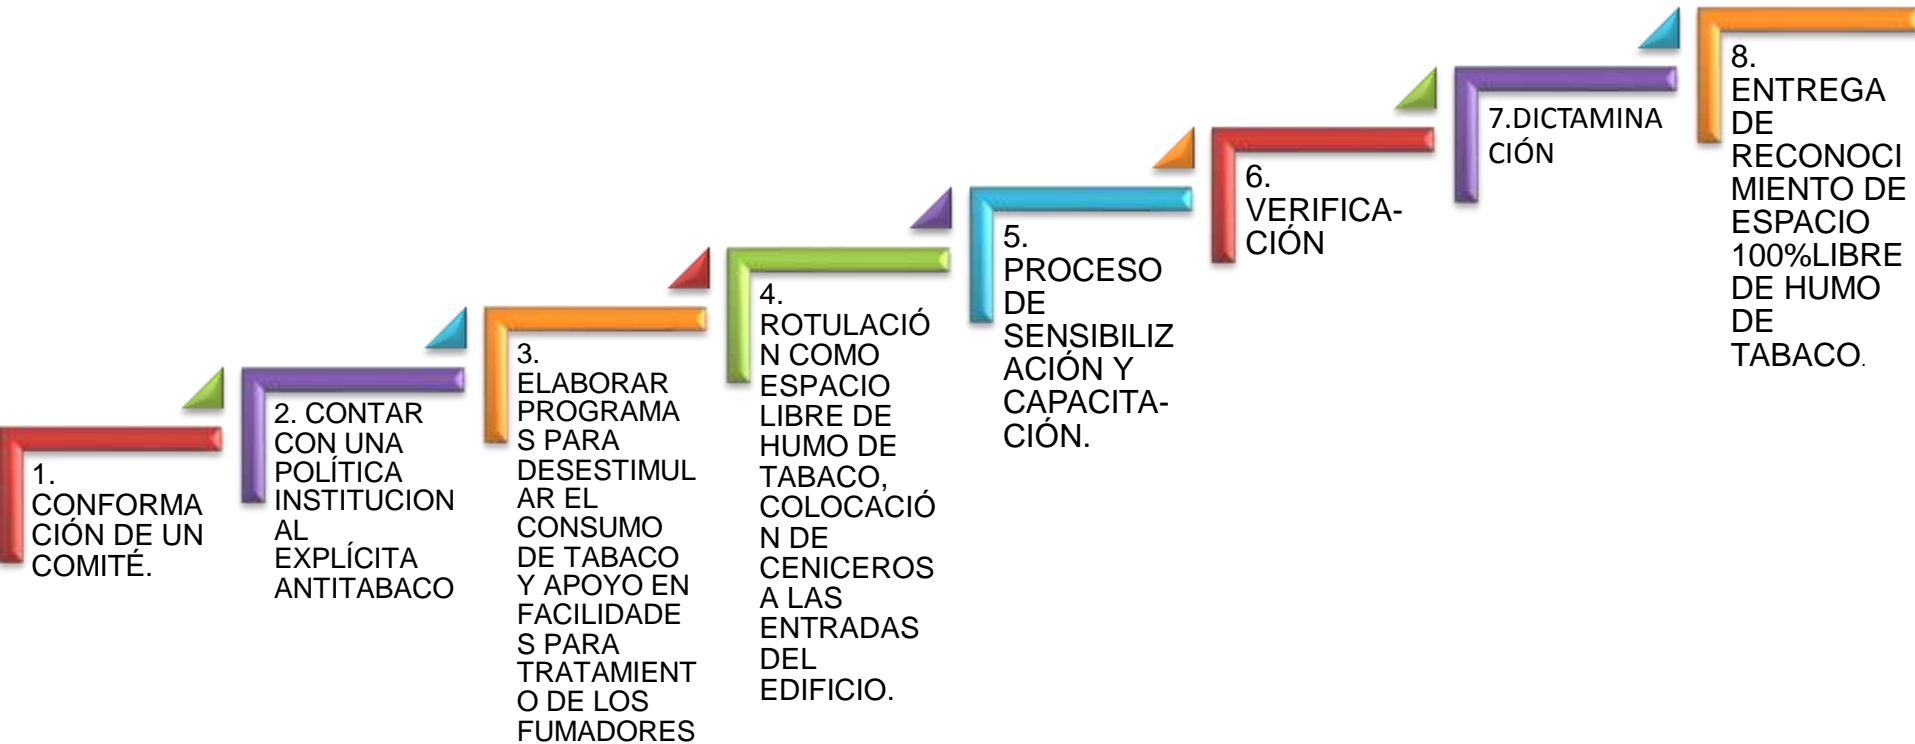 1.
CONFORMA
CIÓN DE UN
COMITÉ.
2. CONTAR
CON UNA
POLÍTICA
INSTITUCION
AL
EXPLÍCITA
ANTITABACO
3.
ELABORAR
PROGRAMA
S PARA
DESESTIMUL
AR EL
CONSUMO
DE TABACO
Y APOYO EN
FACILIDADE
S PARA
TRATAMIENT
O DE LOS
FUMADORES
4.
ROTULACIÓ
N COMO
ESPACIO
LIBRE DE
HUMO DE
TABACO,
COLOCACIÓ
N DE
CENICEROS
A LAS
ENTRADAS
DEL
EDIFICIO.
5.
PROCESO
DE
SENSIBILIZ
ACIÓN Y
CAPACITA-
CIÓN.
6.
VERIFICA-
CIÓN
7.DICTAMINA
CIÓN
8.
ENTREGA
DE
RECONOCI
MIENTO DE
ESPACIO
100%LIBRE
DE HUMO
DE
TABACO.